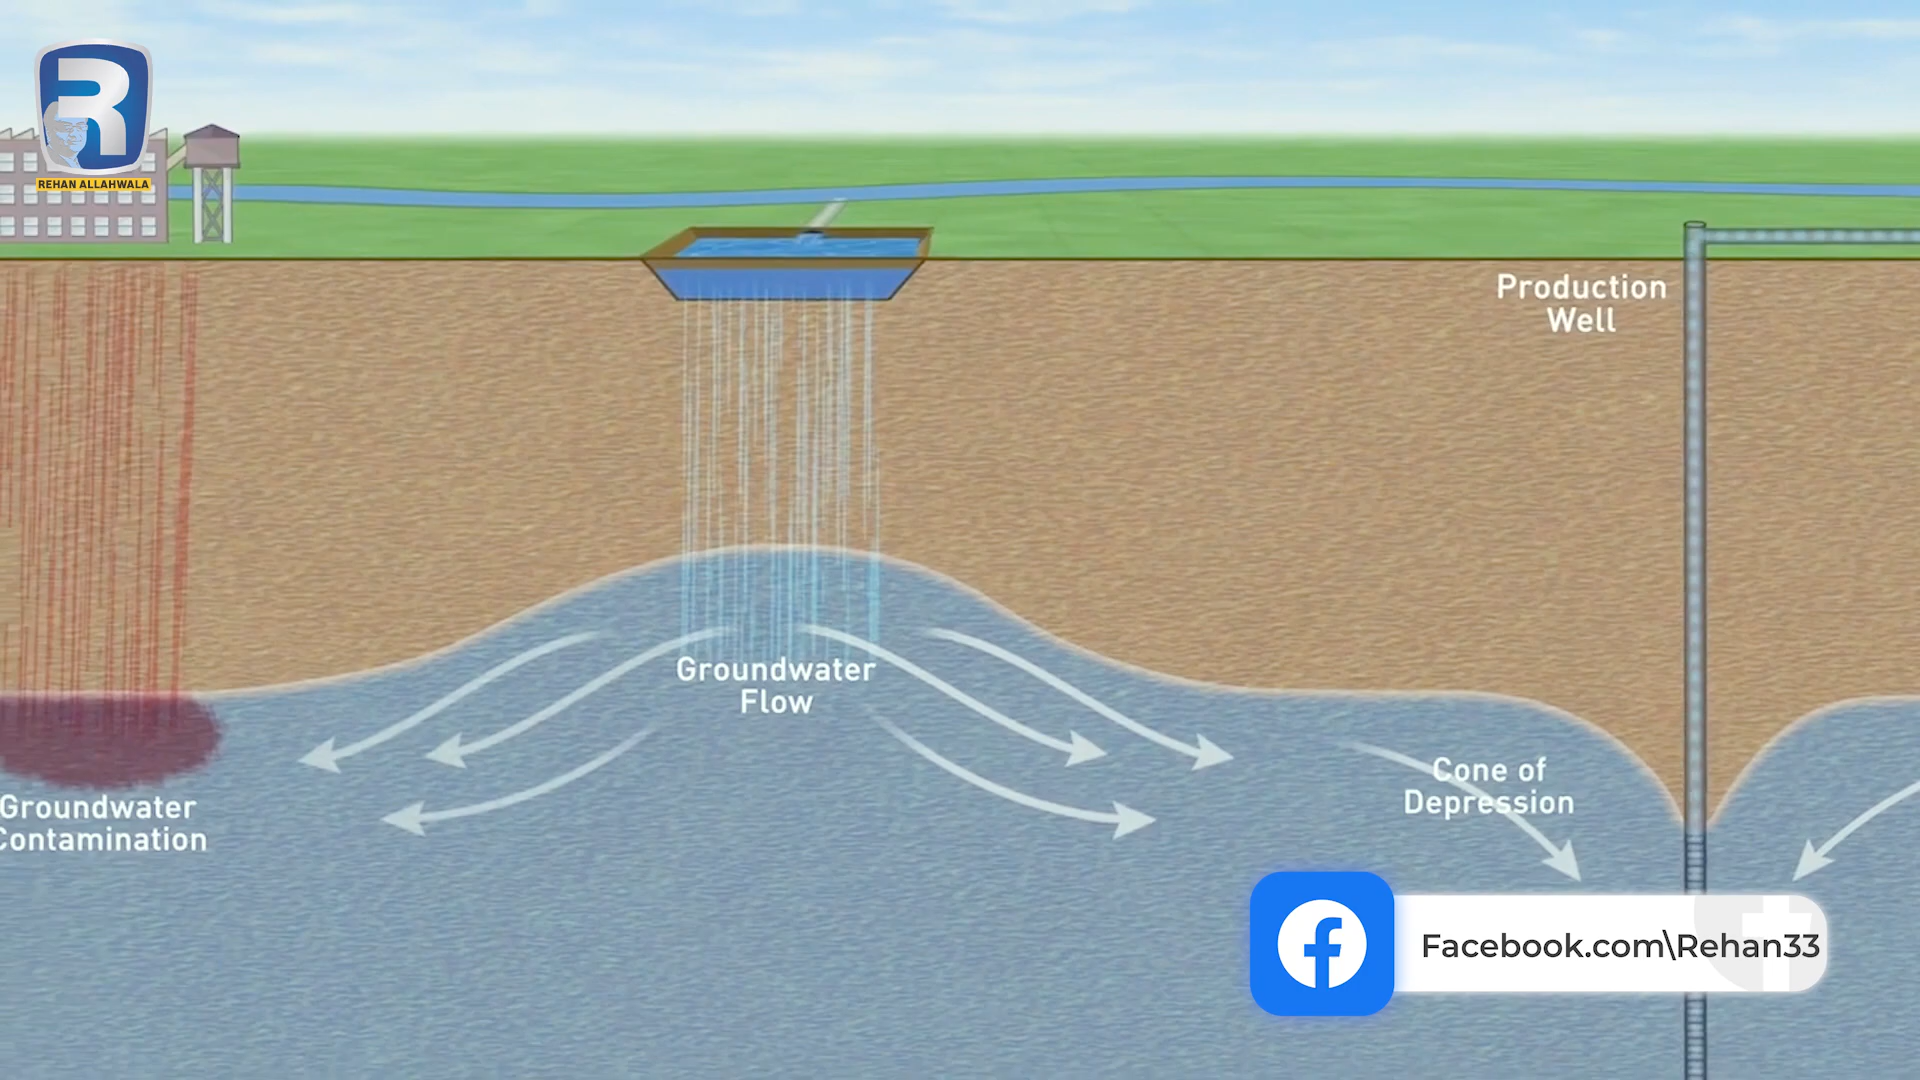 R
REHAN ALLAHWALA
Production
Well
Groundwater
Flow
Cone of
Depression
Groundwater
Contamination
Facebook.com\Rehan33